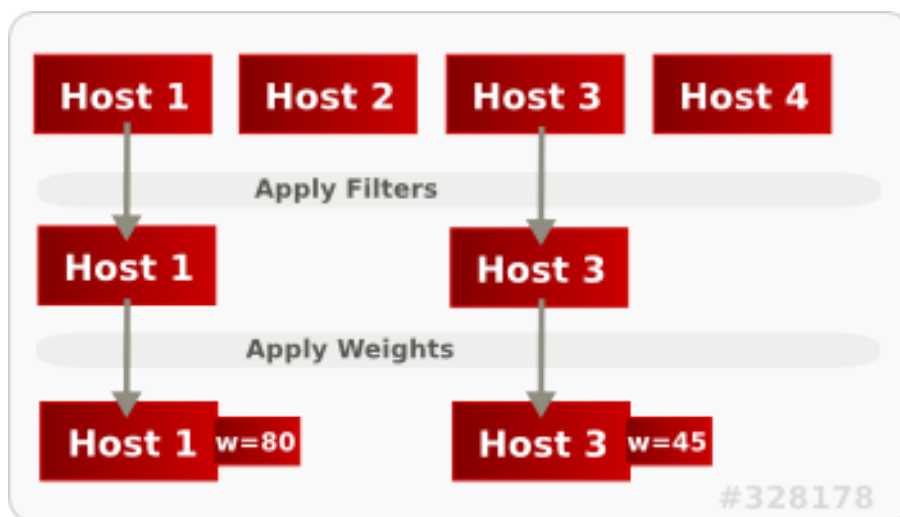 Host 1 Host 2 Host 3 Host 4
Apply Filters
Host 1 Host 3
Apply Weights
Host 1 w=80 Host 3 w=45
#328178